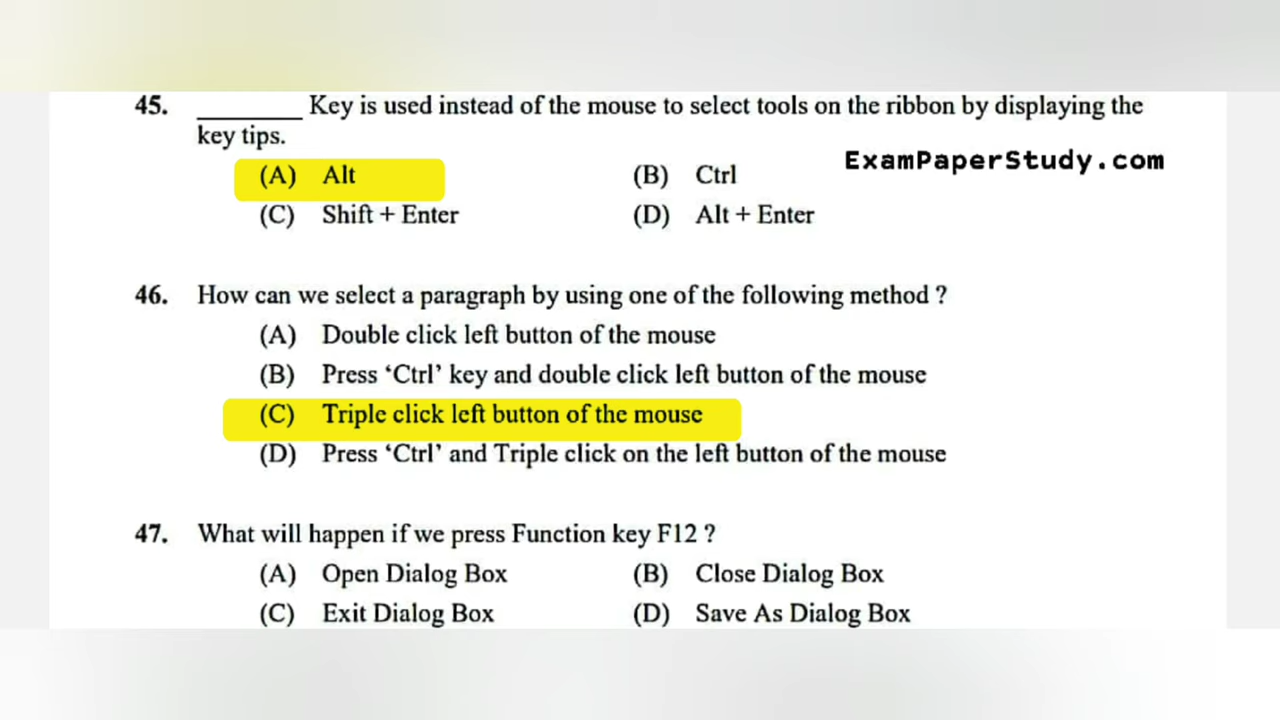 45. ________ Key is used instead of the mouse to select tools on the ribbon by displaying the
key tips.
ExamPaperStudy.com
(A) Alt (B) Ctrl
(C) Shift + Enter (D) Alt + Enter
46. How can we select a paragraph by using one of the following method ?
(A) Double click left button of the mouse
(B) Press ‘Ctrl’ key and double click left button of the mouse
(C) Triple click left button of the mouse
(D) Press ‘Ctrl’ and Triple click on the left button of the mouse
47. What will happen if we press Function key F12 ?
(A) Open Dialog Box (B) Close Dialog Box
(C) Exit Dialog Box (D) Save As Dialog Box